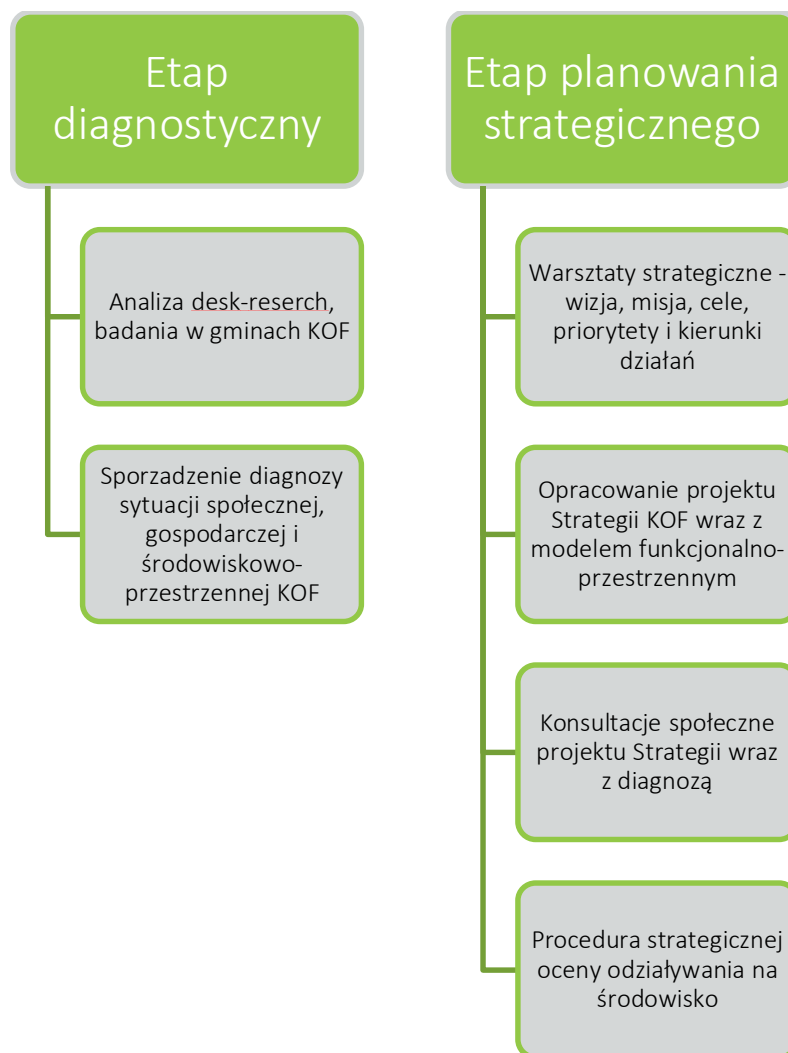 Etap
diagnostyczny
Analiza desk-reserch,
badania w gminach KOF
Sporzadzenie diagnozy
sytuacji społecznej,
gospodarczej i
środowiskowo-
przestrzennej KOF
Etap planowania
strategicznego
Warsztaty strategiczne -
wizja, misja, cele,
priorytety i kierunki
działań
Opracowanie projektu
Strategii KOF wraz z
modelem funkcjonalno-
przestrzennym
Konsultacje społeczne
projektu Strategii wraz
z diagnozą
Procedura strategicznej
oceny odziaływania na
środowisko